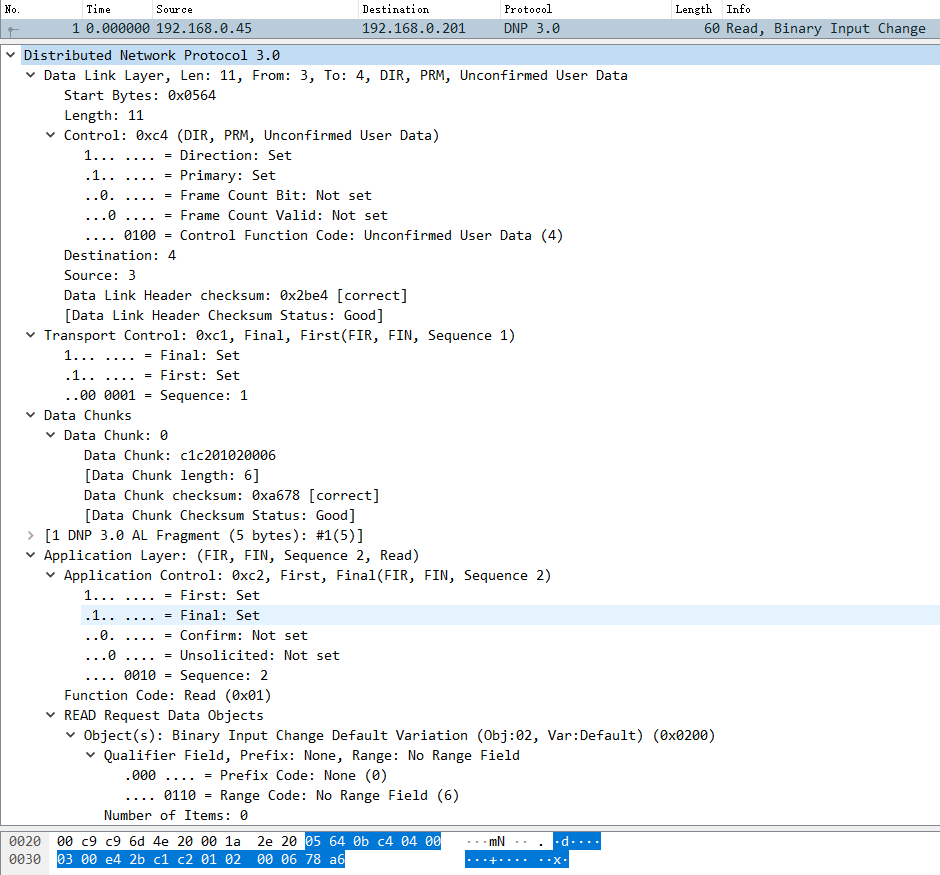 No. Time Source Destination Protocol Length Info
1 0.000000 192.168.0.45 192.168.0.201 DNP 3.0 60 Read, Binary Input Change
Distributed Network Protocol 3.0
Data Link Layer, Len: 11, From: 3, To: 4, DIR, PRM, Unconfirmed User Data
Start Bytes: 0x0564
Length: 11
Control: 0xc4 (DIR, PRM, Unconfirmed User Data)
1... .... = Direction: Set
.1.. .... = Primary: Set
..0. .... = Frame Count Bit: Not set
...0 .... = Frame Count Valid: Not set
.... 0100 = Control Function Code: Unconfirmed User Data (4)
Destination: 4
Source: 3
Data Link Header checksum: 0x2be4 [correct]
[Data Link Header Checksum Status: Good]
Transport Control: 0xc1, Final, First(FIR, FIN, Sequence 1)
1... .... = Final: Set
.1.. .... = First: Set
..00 0001 = Sequence: 1
Data Chunks
Data Chunk: 0
Data Chunk: c1c201020006
[Data Chunk length: 6]
Data Chunk checksum: 0xa678 [correct]
[Data Chunk Checksum Status: Good]
[1 DNP 3.0 AL Fragment (5 bytes): #1(5)]
Application Layer: (FIR, FIN, Sequence 2, Read)
Application Control: 0xc2, First, Final(FIR, FIN, Sequence 2)
1... .... = First: Set
.1.. .... = Final: Set
..0. .... = Confirm: Not set
...0 .... = Unsolicited: Not set
.... 0010 = Sequence: 2
Function Code: Read (0x01)
READ Request Data Objects
Object(s): Binary Input Change Default Variation (Obj:02, Var:Default) (0x0200)
Qualifier Field, Prefix: None, Range: No Range Field
.000 .... = Prefix Code: None (0)
.... 0110 = Range Code: No Range Field (6)
Number of Items: 0
0020 00 c9 c9 6d 4e 20 00 1a 2e 20 05 64 0b c4 04 00 ···mN ·· . ·d····
0030 03 00 e4 2b c1 c2 01 02 00 06 78 a6 ···+···· ··x·